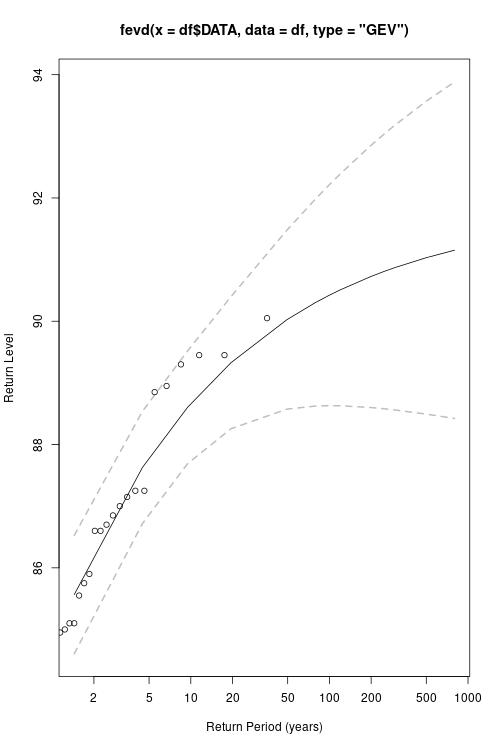 fevd(x = df$DATA, data = df, type = "GEV")
94
92
90
88
86
Return Level
2 5 10 20 50 100 200 500 1000
Return Period (years)